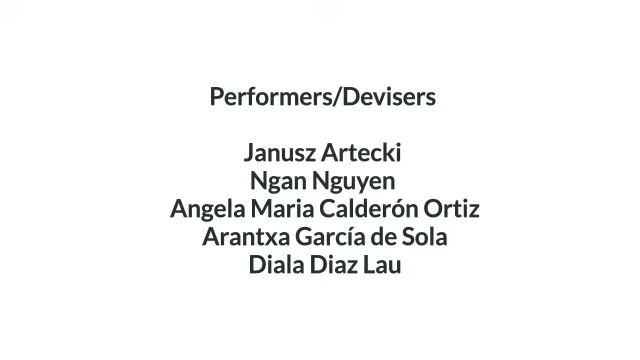 Performers/Devisers
Janusz Artecki
Ngan Nguyen
Angela Maria Calderón Ortiz
Arantxa García de Sola
Diala Diaz Lau